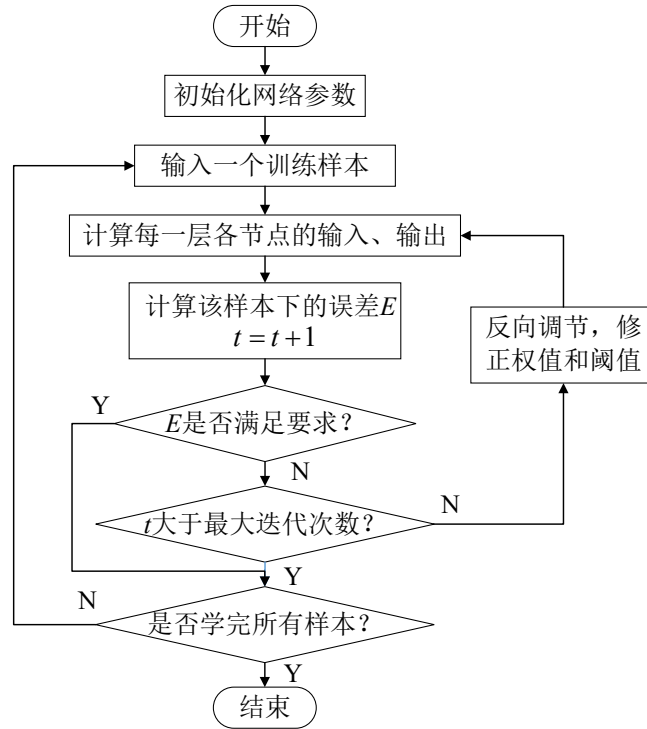 开始
初始化网络参数
输入一个训练样本
计算每一层各节点的输入、输出
计算该样本下的误差E
t = t + 1
反向调节，修
正权值和阈值
Y
E是否满足要求？
N
t大于最大迭代次数？
N
Y
N
是否学完所有样本？
Y
结束